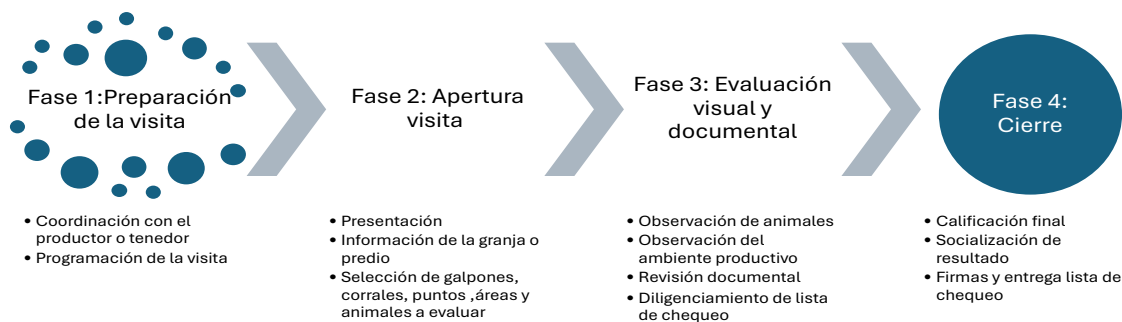 Fase 1:Preparación
de la visita
• Coordinación con el
productor o tenedor
• Programación de la visita
Fase 2: Apertura
visita
• Presentación
• Información de la granja o
predio
• Selección de galpones,
corrales, puntos ,áreas y
animales a evaluar
Fase 3: Evaluación
visual y
documental
• Observación de animales
• Observación del
ambiente productivo
• Revisión documental
• Diligenciamiento de lista
de chequeo
Fase 4:
Cierre
• Calificación final
• Socialización de
resultado
• Firmas y entrega lista de
chequeo